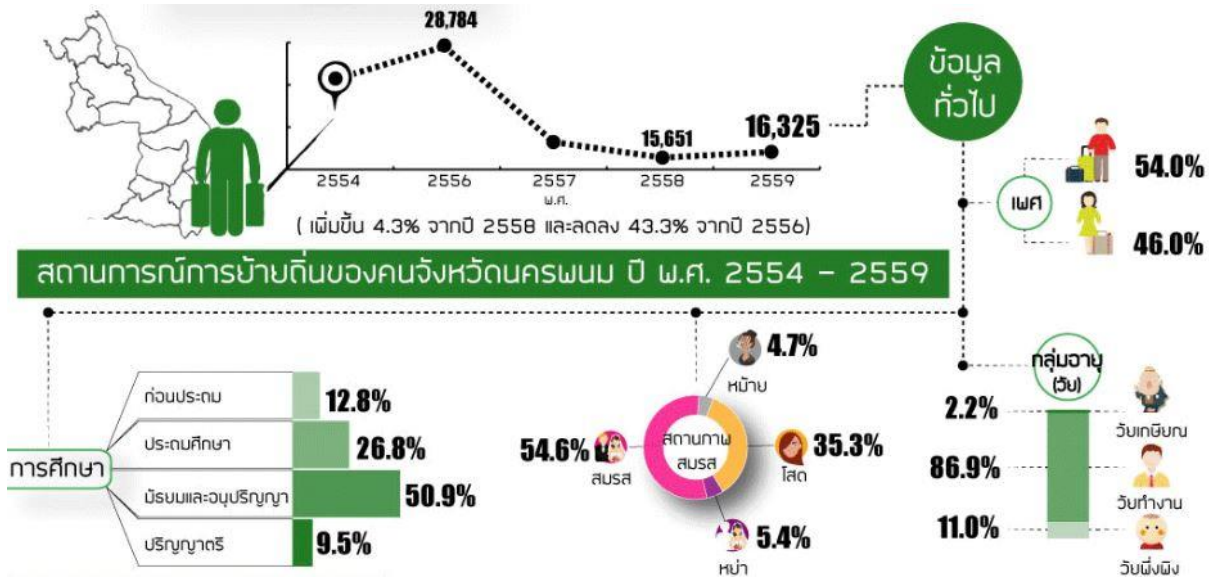 28,784
15,651
16,325
2554
2556
2557
2558
2559
พ.ศ.
( เพิ่มขึ้น 4.3% จากปี 2558 และลดลง 43.3% จากปี 2556)
ข้อมูล
ทั่วไป
เพศ
54.0%
46.0%
สถานการณ์การย้ายถิ่นของคนจังหวัดนครพนม ปี พ.ศ. 2554 – 2559
การศึกษา
ก่อนประถม
12.8%
ประถมศึกษา
26.8%
มัธยมและอนุปริญญา
50.9%
ปริญญาตรี
9.5%
สถานภาพ
สมรส
4.7%
หม้าย
54.6%
สมรส
35.3%
โสด
5.4%
หย่า
กลุ่มอายุ
(วัย)
2.2%
วัยเกษียณ
86.9%
วัยทำงาน
11.0%
วัยพึ่งพิง